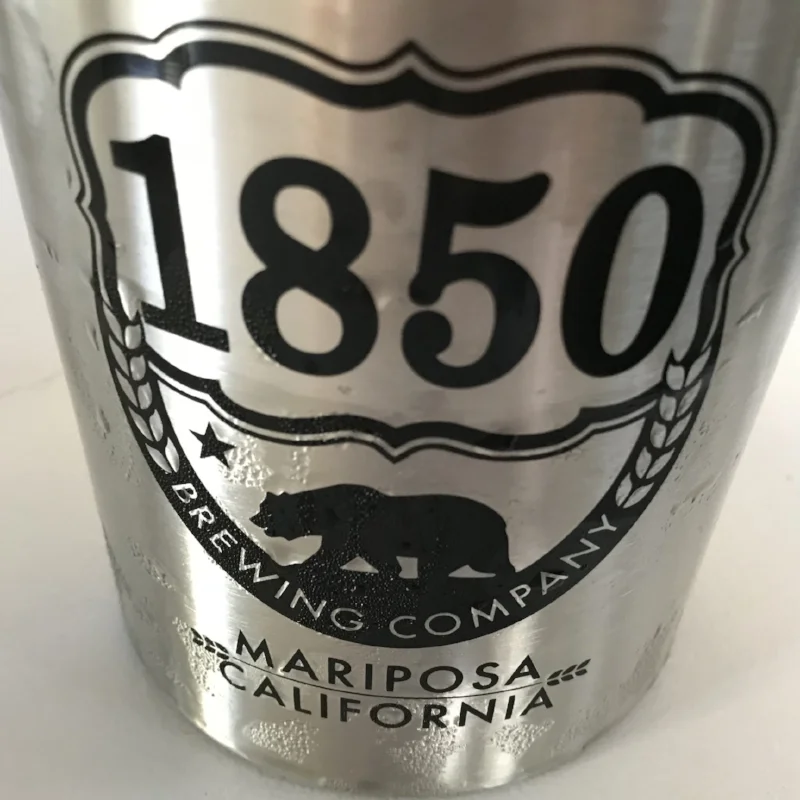 1850
BREWING COMPANY
MARIPOSA
CALIFORNIA